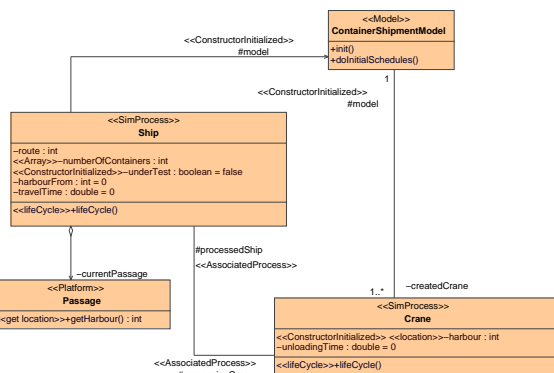 <<Model>>
ContainerShipmentModel
+init()
+doInitialSchedules()
<<ConstructorInitialized>>
#model
1
<<ConstructorInitialized>>
#model
<<SimProcess>>
Ship
−route : int
<<Array>>−numberOfContainers : int
<<ConstructorInitialized>>−underTest : boolean = false
−harbourFrom : int = 0
−travelTime : double = 0
<<lifeCycle>>+lifeCycle()
#processedShip
<<AssociatedProcess>>
−currentPassage
<<Platform>>
Passage
<<get location>>+getHarbour() : int
1..*
−createdCrane
<<SimProcess>>
Crane
<<ConstructorInitialized>> <<location>>−harbour : int
−unloadingTime : double = 0
<<lifeCycle>>+lifeCycle()
<<AssociatedProcess>>